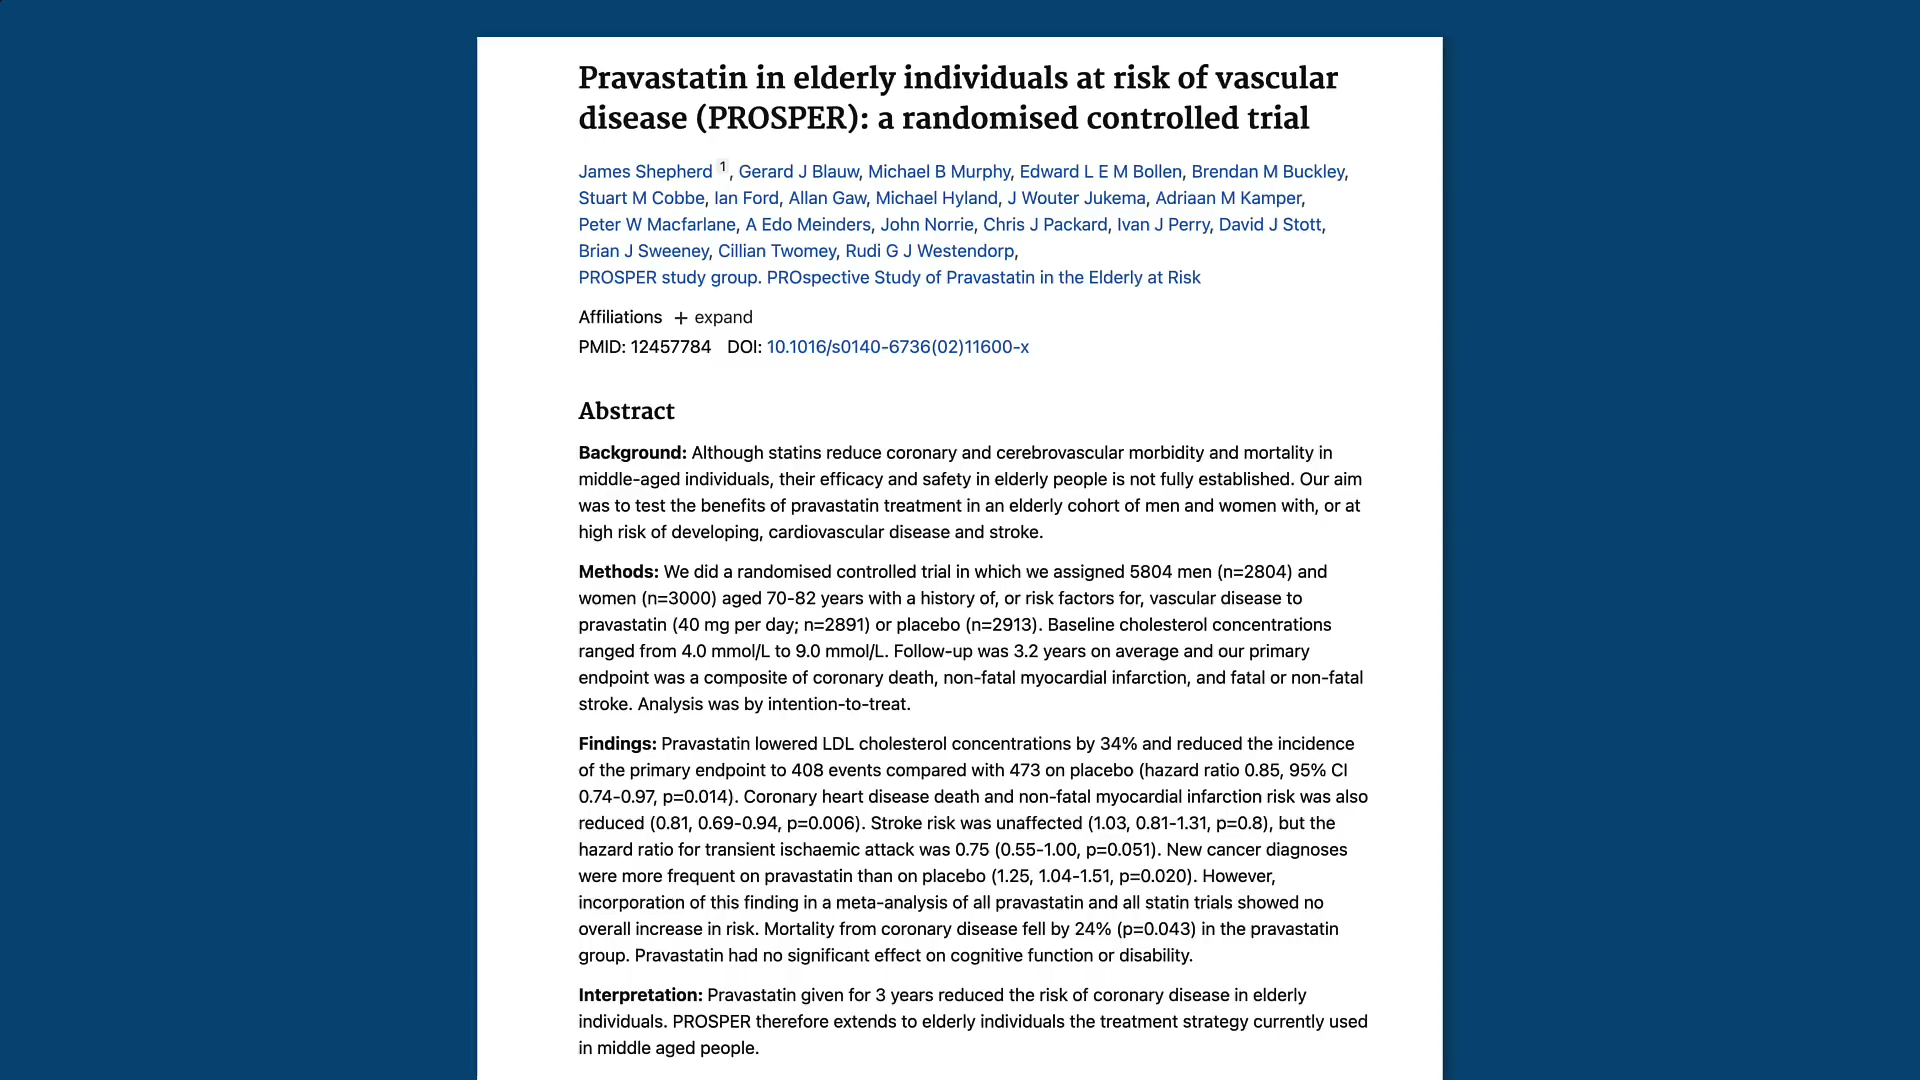 Pravastatin in elderly individuals at risk of vascular
disease (PROSPER): a randomised controlled trial
James Shepherd 1, Gerard J Blauw, Michael B Murphy, Edward L E M Bollen, Brendan M Buckley,
Stuart M Cobbe, Ian Ford, Allan Gaw, Michael Hyland, J Wouter Jukema, Adriaan M Kamper,
Peter W Macfarlane, A Edo Meinders, John Norrie, Chris J Packard, Ivan J Perry, David J Stott,
Brian J Sweeney, Cillian Twomey, Rudi G J Westendorp,
PROSPER study group. PROspective Study of Pravastatin in the Elderly at Risk
Affiliations + expand
PMID: 12457784 DOI: 10.1016/s0140-6736(02)11600-x
Abstract
Background: Although statins reduce coronary and cerebrovascular morbidity and mortality in
middle-aged individuals, their efficacy and safety in elderly people is not fully established. Our aim
was to test the benefits of pravastatin treatment in an elderly cohort of men and women with, or at
high risk of developing, cardiovascular disease and stroke.
Methods: We did a randomised controlled trial in which we assigned 5804 men (n=2804) and
women (n=3000) aged 70-82 years with a history of, or risk factors for, vascular disease to
pravastatin (40 mg per day; n=2891) or placebo (n=2913). Baseline cholesterol concentrations
ranged from 4.0 mmol/L to 9.0 mmol/L. Follow-up was 3.2 years on average and our primary
endpoint was a composite of coronary death, non-fatal myocardial infarction, and fatal or non-fatal
stroke. Analysis was by intention-to-treat.
Findings: Pravastatin lowered LDL cholesterol concentrations by 34% and reduced the incidence
of the primary endpoint to 408 events compared with 473 on placebo (hazard ratio 0.85, 95% CI
0.74-0.97, p=0.014). Coronary heart disease death and non-fatal myocardial infarction risk was also
reduced (0.81, 0.69-0.94, p=0.006). Stroke risk was unaffected (1.03, 0.81-1.31, p=0.8), but the
hazard ratio for transient ischaemic attack was 0.75 (0.55-1.00, p=0.051). New cancer diagnoses
were more frequent on pravastatin than on placebo (1.25, 1.04-1.51, p=0.020). However,
incorporation of this finding in a meta-analysis of all pravastatin and all statin trials showed no
overall increase in risk. Mortality from coronary disease fell by 24% (p=0.043) in the pravastatin
group. Pravastatin had no significant effect on cognitive function or disability.
Interpretation: Pravastatin given for 3 years reduced the risk of coronary disease in elderly
individuals. PROSPER therefore extends to elderly individuals the treatment strategy currently used
in middle aged people.